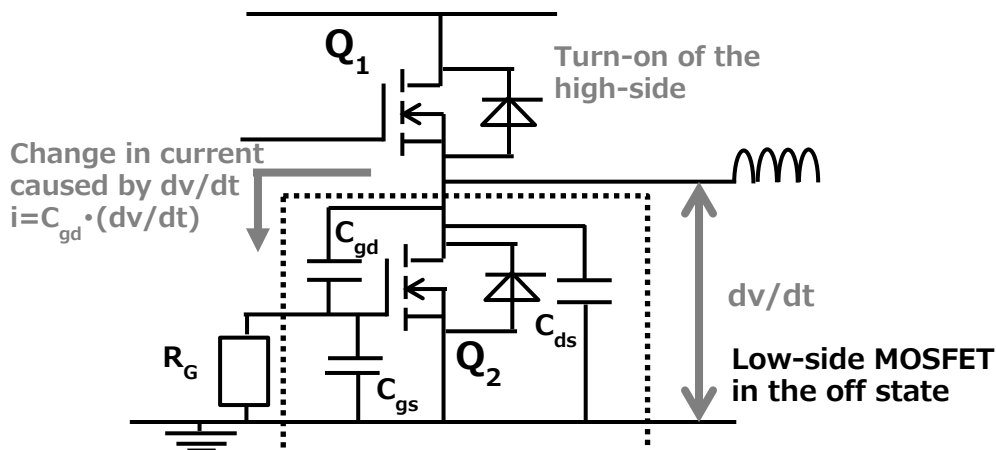 Q1
Turn-on of the
high-side
Change in current
caused by dv/dt
i=Cgd·(dv/dt)
Cgd
dv/dt
Cds
RG
Q2
Low-side MOSFET
in the off state
Cgs